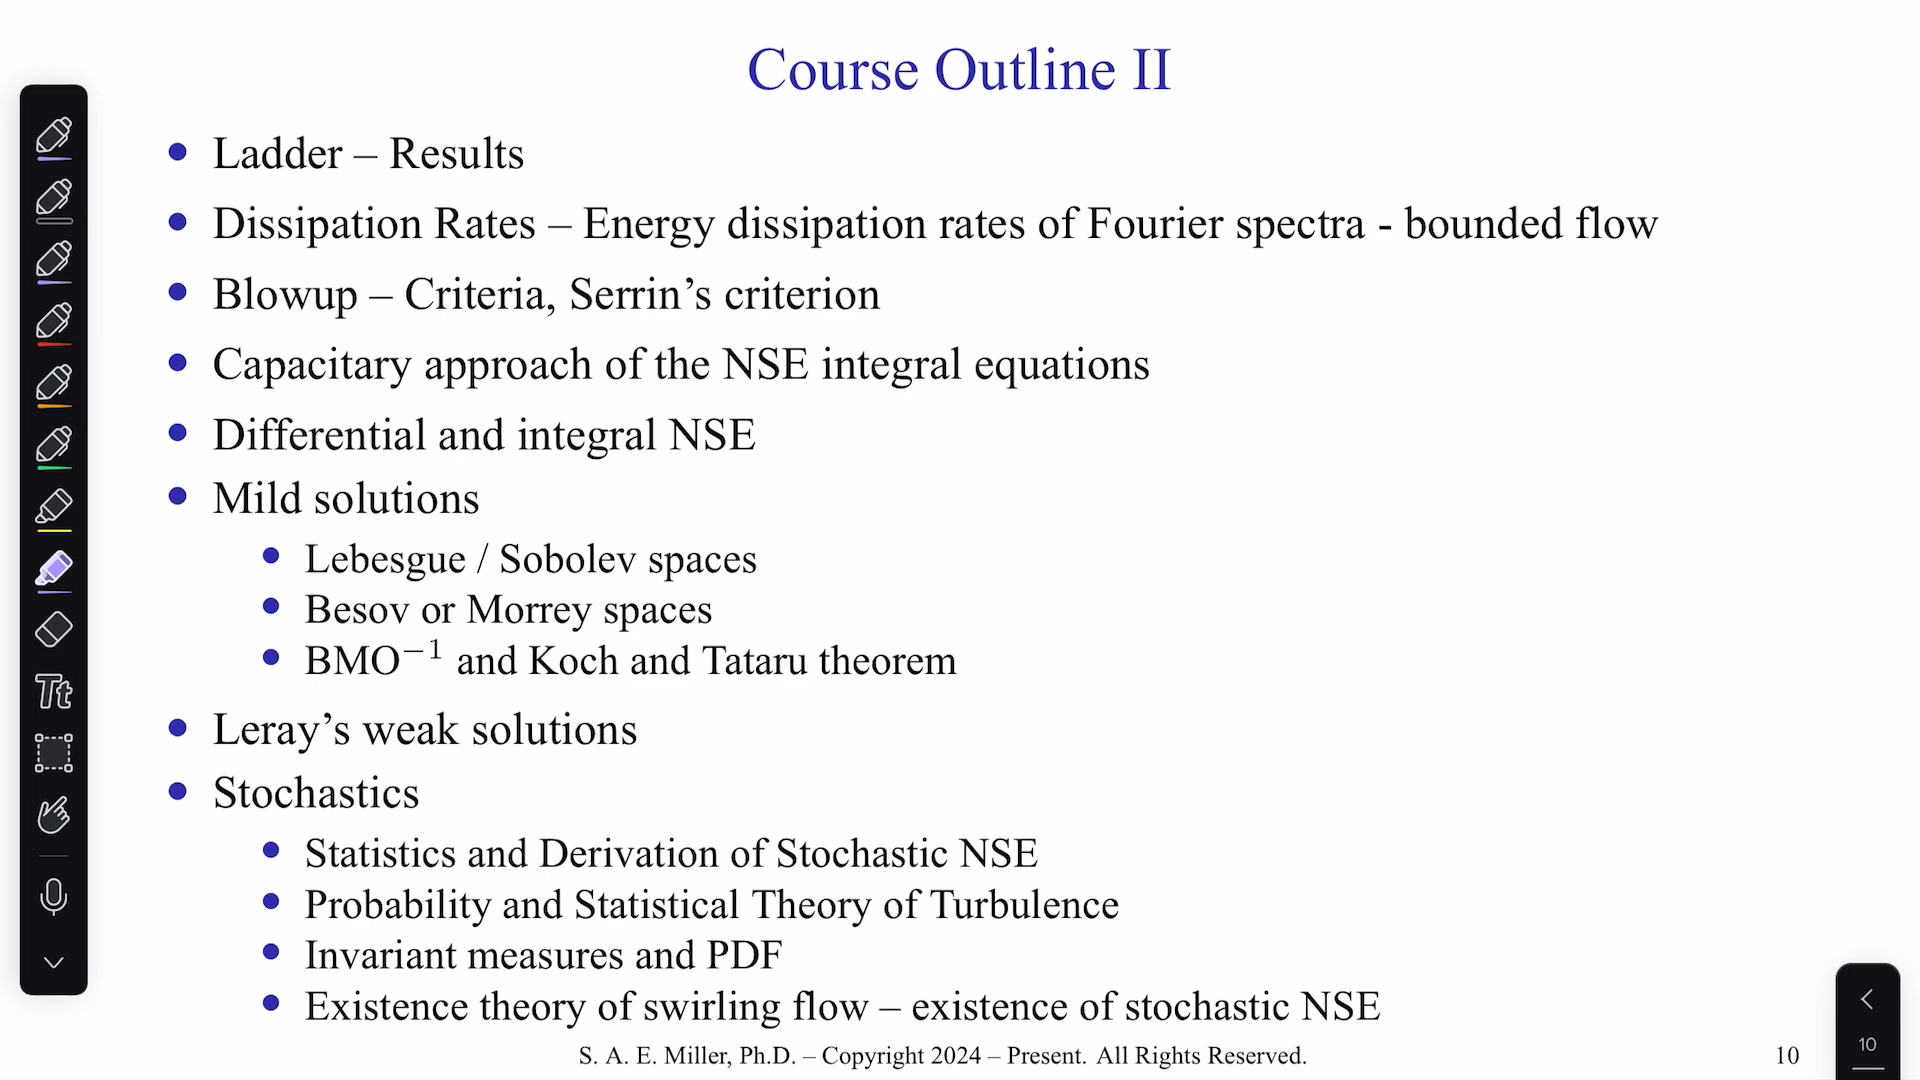 Course Outline II
Ladder – Results
Dissipation Rates – Energy dissipation rates of Fourier spectra - bounded flow
Blowup – Criteria, Serrin’s criterion
Capacitary approach of the NSE integral equations
Differential and integral NSE
Mild solutions
Lebesgue / Sobolev spaces
Besov or Morrey spaces
BMO⁻¹ and Koch and Tataru theorem
Leray’s weak solutions
Stochastics
Statistics and Derivation of Stochastic NSE
Probability and Statistical Theory of Turbulence
Invariant measures and PDF
Existence theory of swirling flow – existence of stochastic NSE
S. A. E. Miller, Ph.D. – Copyright 2024 – Present. All Rights Reserved.
10
Tt
10